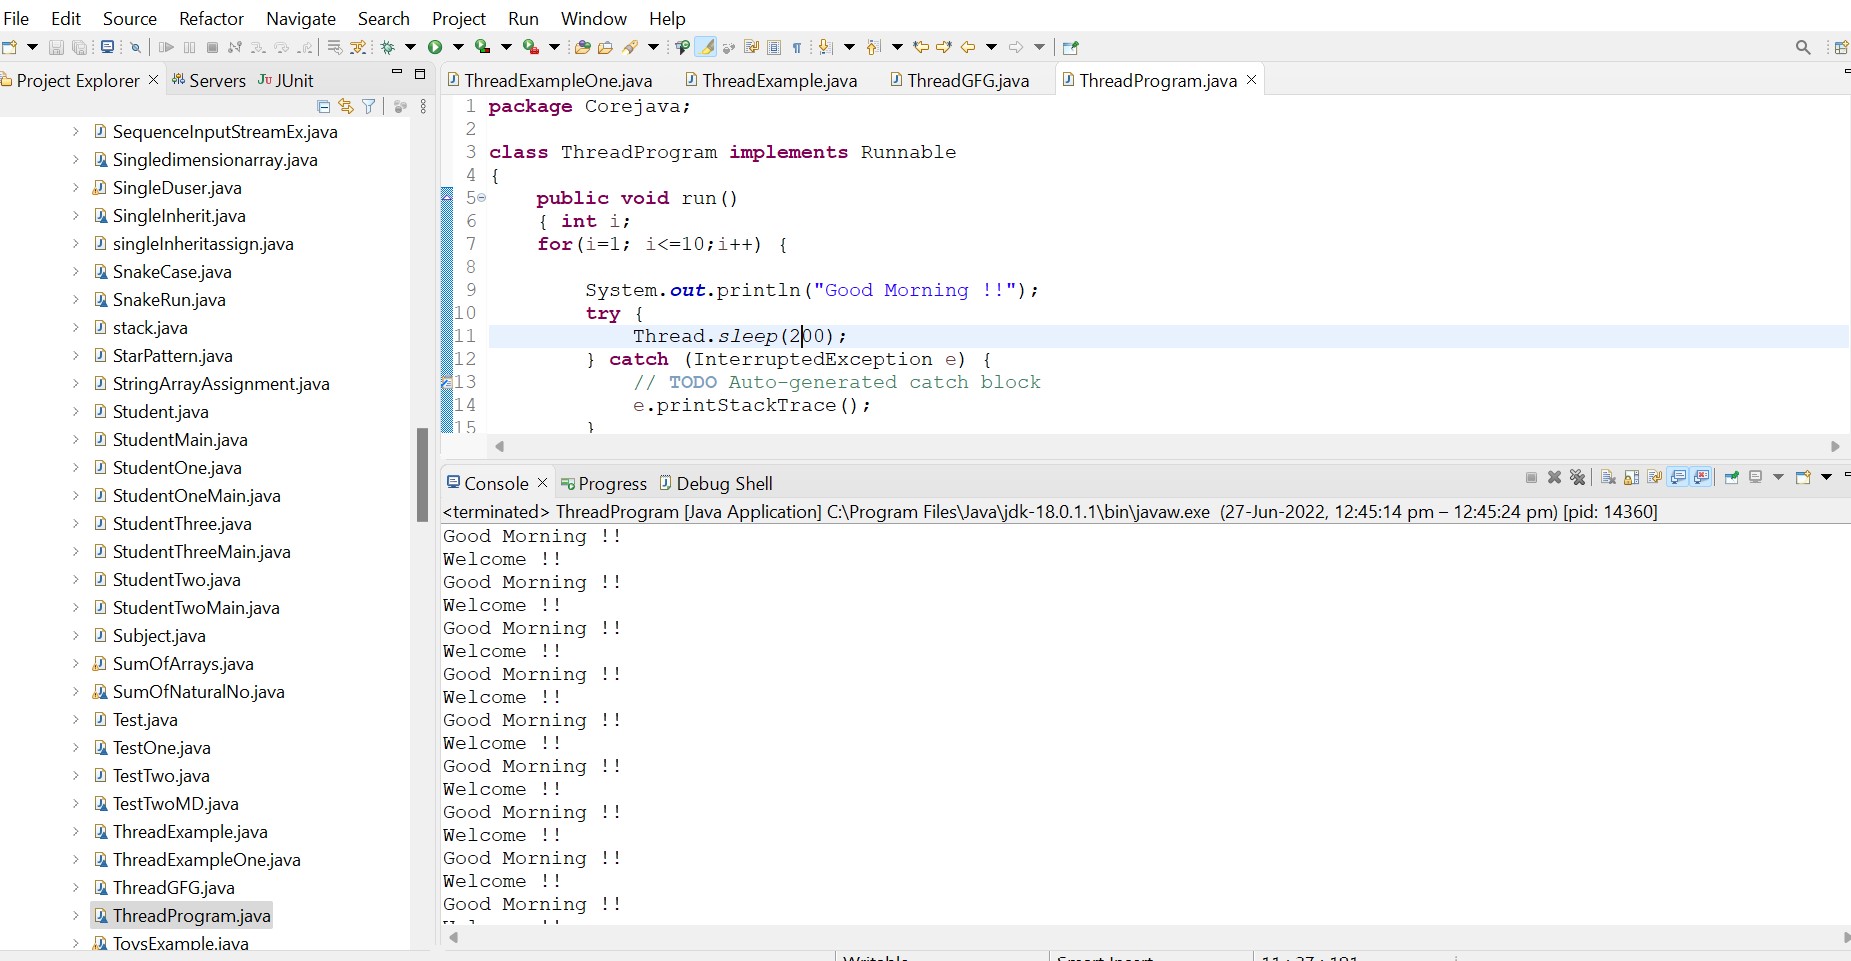 File Edit Source Refactor Navigate Search Project Run Window Help
Project Explorer Servers JUnit
SequenceInputStreamEx.java
Singledimensionarray.java
SingleDuser.java
SingleInherit.java
singleInheritassign.java
SnakeCase.java
SnakeRun.java
stack.java
StarPattern.java
StringArrayAssignment.java
Student.java
StudentMain.java
StudentOne.java
StudentOneMain.java
StudentThree.java
StudentThreeMain.java
StudentTwo.java
StudentTwoMain.java
Subject.java
SumOfArrays.java
SumOfNaturalNo.java
Test.java
TestOne.java
TestTwo.java
TestTwoMD.java
ThreadExample.java
ThreadExampleOne.java
ThreadGFG.java
ThreadProgram.java
ToysExample.java
ThreadExampleOne.java ThreadExample.java ThreadGFG.java ThreadProgram.java
1 package Corejava;
2
3 class ThreadProgram implements Runnable
4 {
5 public void run()
6 { int i;
7 for(i=1; i<=10;i++) {
8
9 System.out.println("Good Morning !!");
10 try {
11 Thread.sleep(200);
12 } catch (InterruptedException e) {
13 // TODO Auto-generated catch block
14 e.printStackTrace();
15 }
Console Progress Debug Shell
<terminated> ThreadProgram [Java Application] C:\Program Files\Java\jdk-18.0.1.1\bin\javaw.exe (27-Jun-2022, 12:45:14 pm – 12:45:24 pm) [pid: 14360]
Good Morning !!
Welcome !!
Good Morning !!
Welcome !!
Good Morning !!
Welcome !!
Good Morning !!
Welcome !!
Good Morning !!
Welcome !!
Good Morning !!
Welcome !!
Good Morning !!
Welcome !!
Good Morning !!
Welcome !!
Good Morning !!
Writable Smart Insert 11 : 27 : 191